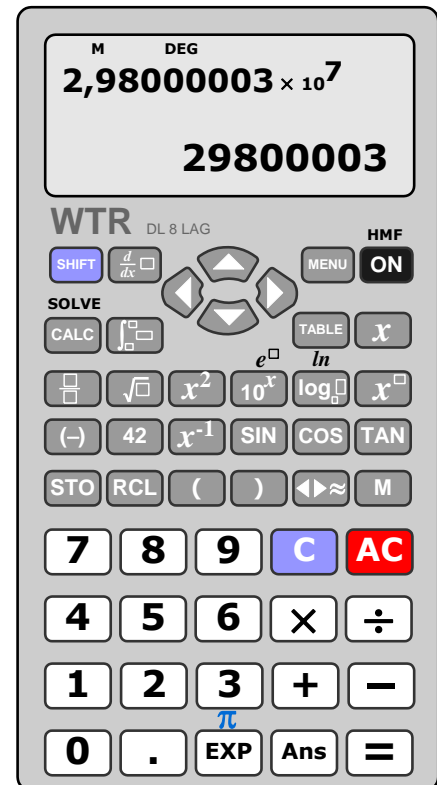 M DEG
2,98000003 × 10⁷
29800003
WTR DL 8 LAG
HMF
SHIFT d/dx □ MENU ON
SOLVE
CALC ∫□ TABLE x
e□ ln
□/□ √□ x² 10ˣ log□□ x□
(–) 42 x⁻¹ SIN COS TAN
STO RCL ( ) ◀▶≈ M
7 8 9 C AC
4 5 6 × ÷
1 2 3 + −
π
0 . EXP Ans =